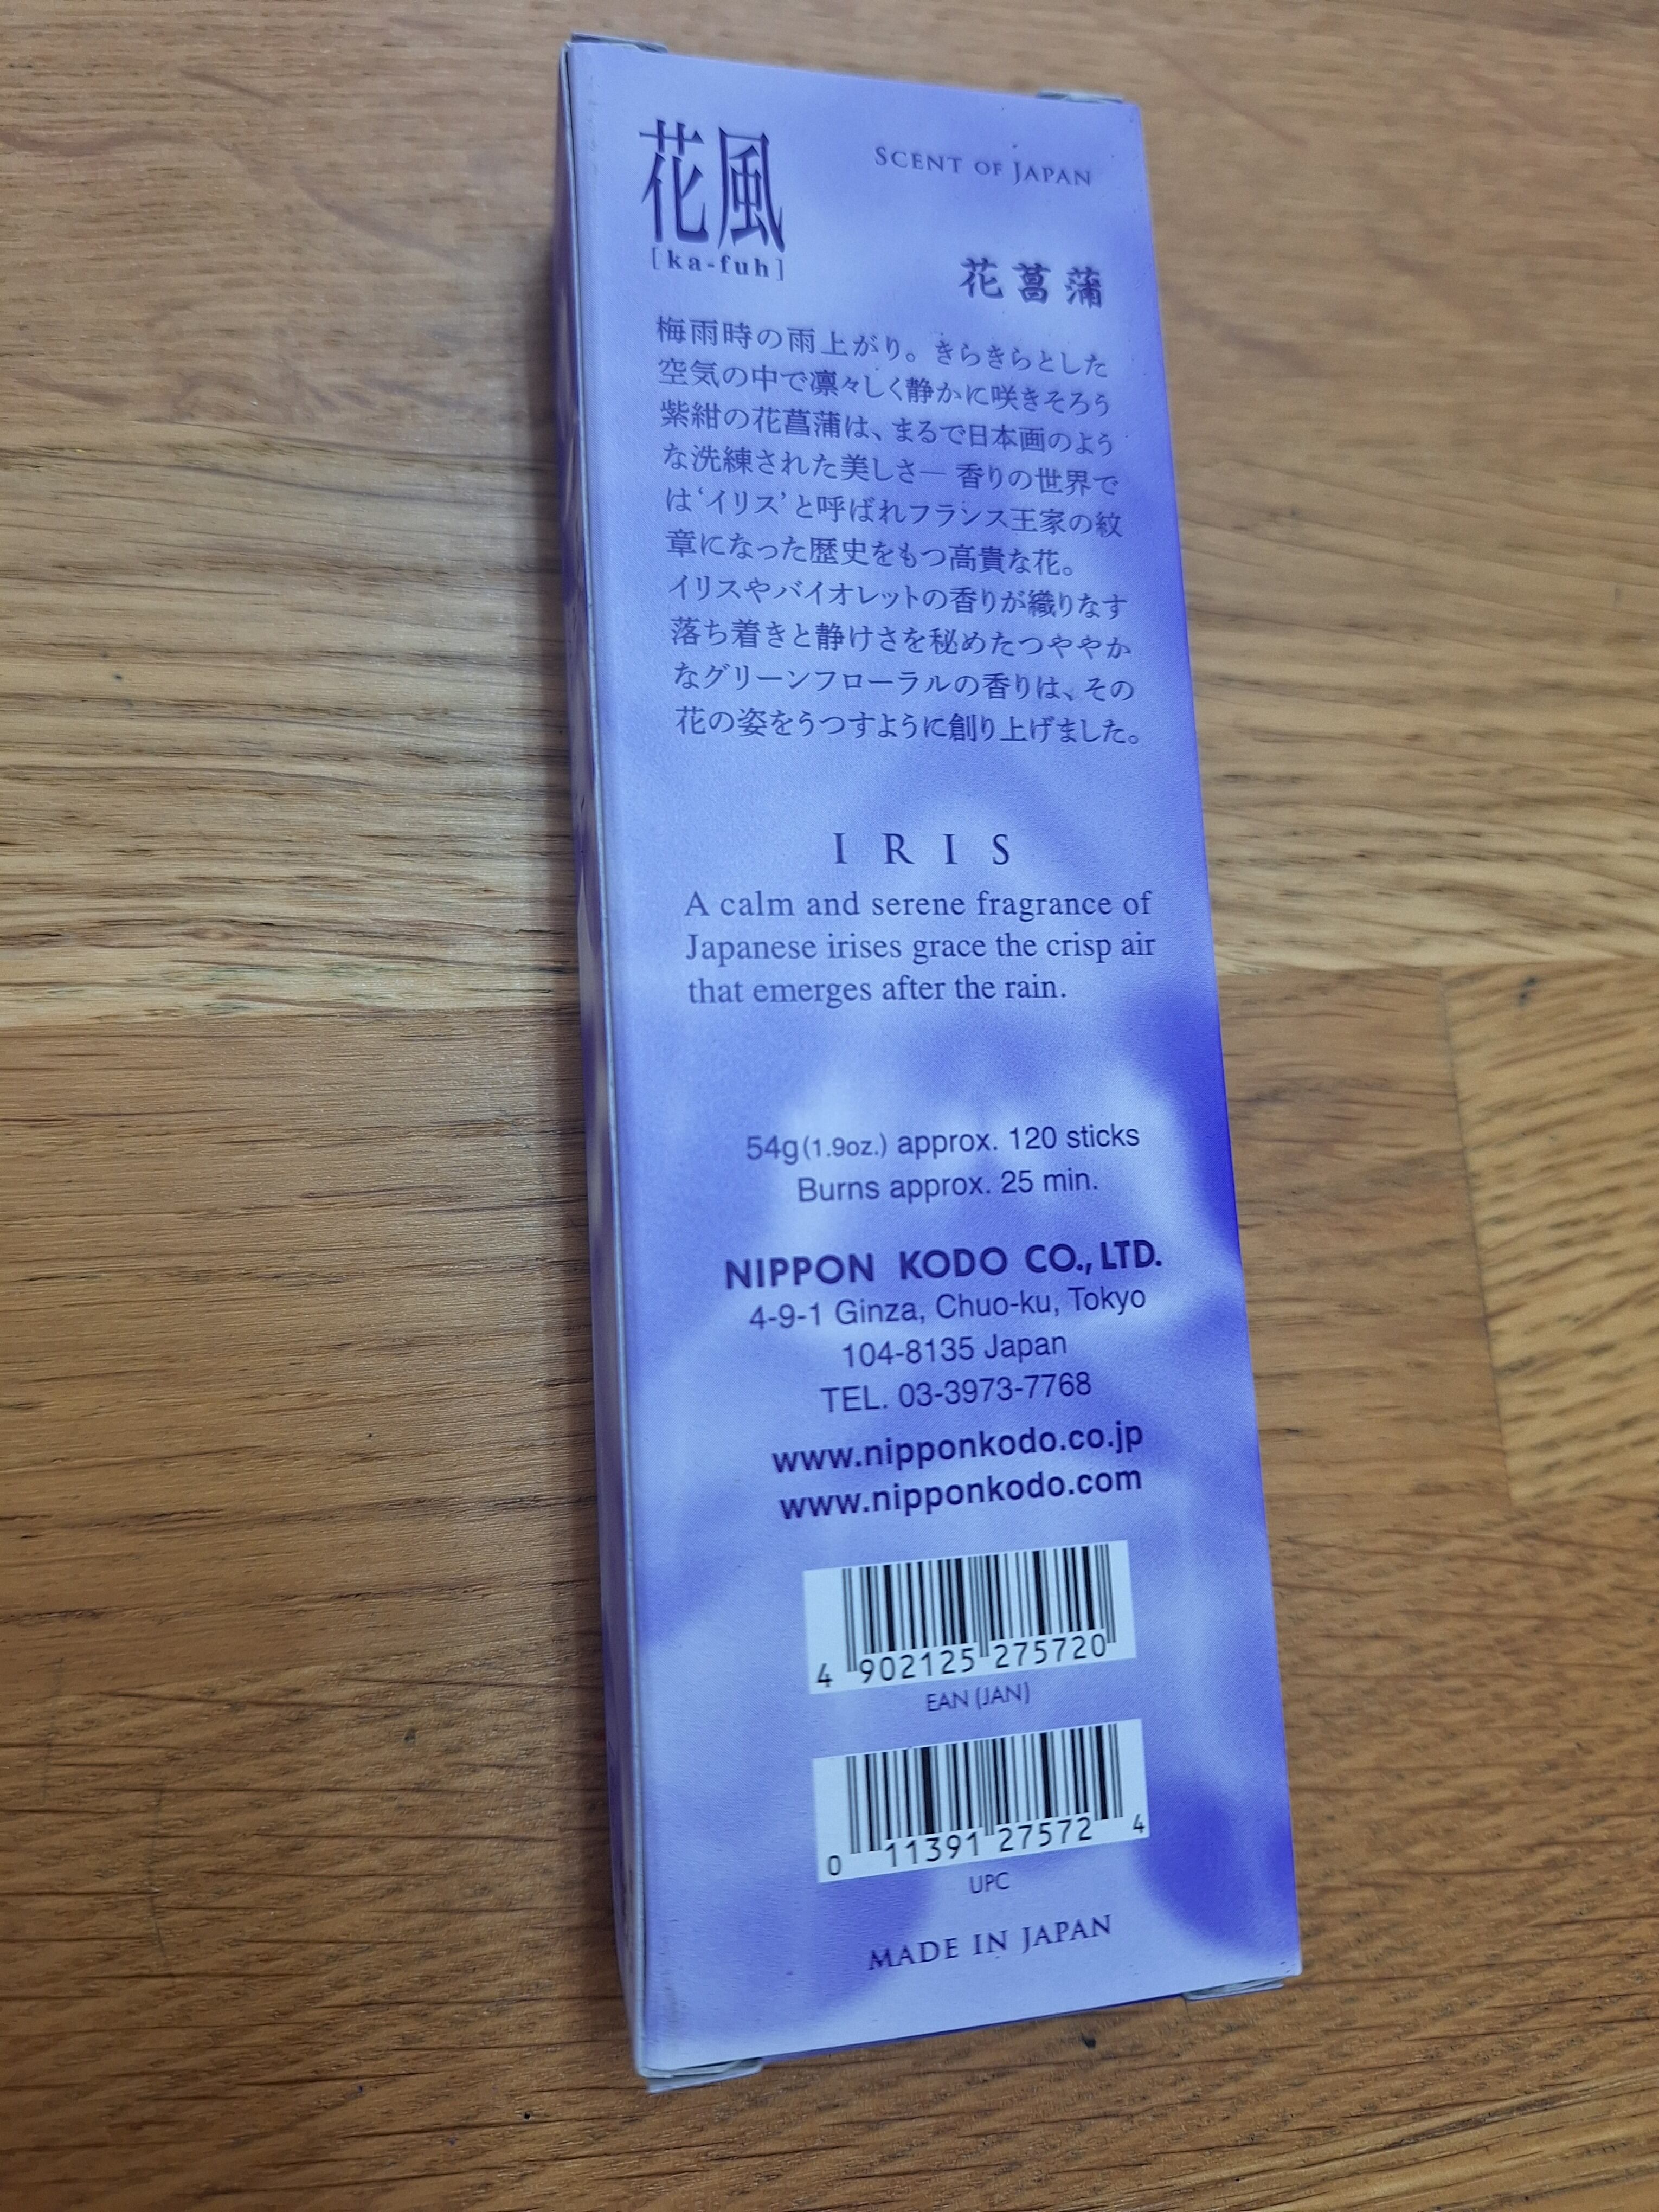 花風
[ka-fuh]
SCENT OF JAPAN
花菖蒲
梅雨時の雨上がり。きらきらとした
空気の中で凛々しく静かに咲きそろう
紫紺の花菖蒲は、まるで日本画のよう
な洗練された美しさ— 香りの世界で
は‘イリス’と呼ばれフランス王家の紋
章になった歴史をもつ高貴な花。
イリスやバイオレットの香りが織りなす
落ち着きと静けさを秘めたつややか
なグリーンフローラルの香りは、その
花の姿をうつすように創り上げました。
IRIS
A calm and serene fragrance of
Japanese irises grace the crisp air
that emerges after the rain.
54g(1.9oz.) approx. 120 sticks
Burns approx. 25 min.
NIPPON KODO CO., LTD.
4-9-1 Ginza, Chuo-ku, Tokyo
104-8135 Japan
TEL. 03-3973-7768
www.nipponkodo.co.jp
www.nipponkodo.com
4 902125 275720
EAN (JAN)
0 11391 27572 4
UPC
MADE IN JAPAN